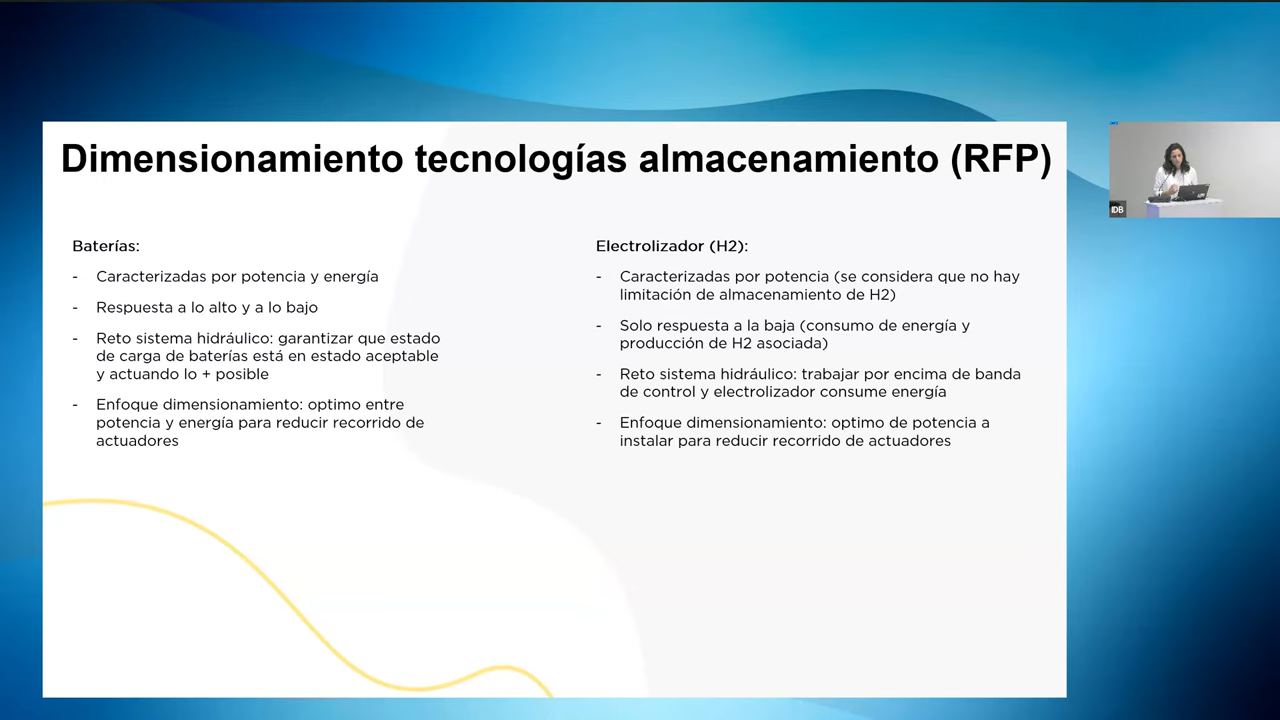 Dimensionamiento tecnologías almacenamiento (RFP)
Baterías:
- Caracterizadas por potencia y energía
- Respuesta a lo alto y a lo bajo
- Reto sistema hidráulico: garantizar que estado
de carga de baterías está en estado aceptable
y actuando lo + posible
- Enfoque dimensionamiento: optimo entre
potencia y energía para reducir recorrido de
actuadores
Electrolizador (H2):
- Caracterizadas por potencia (se considera que no hay
limitación de almacenamiento de H2)
- Solo respuesta a la baja (consumo de energía y
producción de H2 asociada)
- Reto sistema hidráulico: trabajar por encima de banda
de control y electrolizador consume energía
- Enfoque dimensionamiento: optimo de potencia a
instalar para reducir recorrido de actuadores
IDB